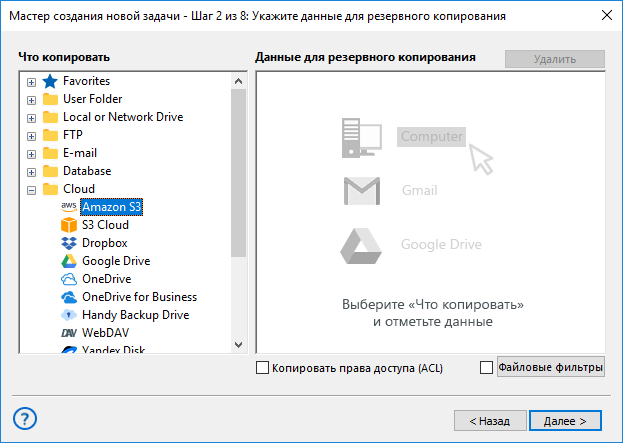 Мастер создания новой задачи - Шаг 2 из 8: Укажите данные для резервного копирования
Что копировать
Данные для резервного копирования
Удалить
Favorites
User Folder
Local or Network Drive
FTP
E-mail
Database
Cloud
aws Amazon S3
S3 Cloud
Dropbox
Google Drive
OneDrive
OneDrive for Business
Handy Backup Drive
DAV WebDAV
Yandex Disk
Computer
Gmail
Google Drive
Выберите «Что копировать»
и отметьте данные
Копировать права доступа (ACL)
Файловые фильтры
?
< Назад
Далее >